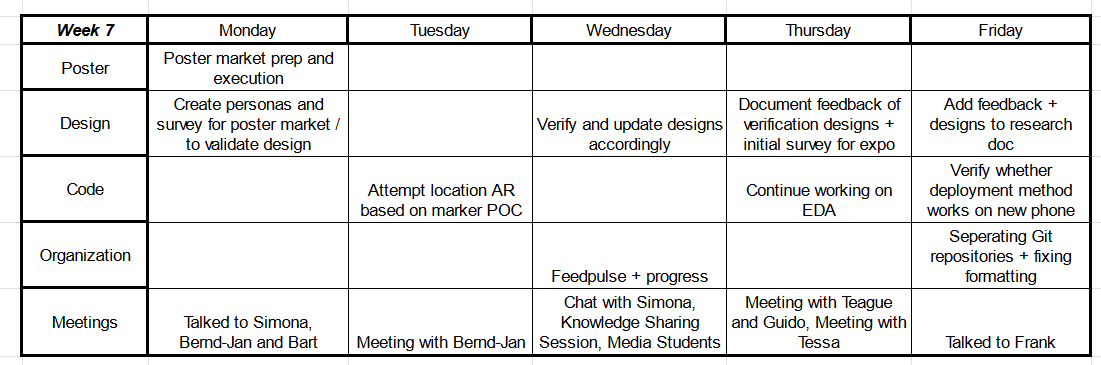 Week 7 Monday Tuesday Wednesday Thursday Friday
Poster
Poster market prep and
execution
Design
Create personas and
survey for poster market /
to validate design
Verify and update designs
accordingly
Document feedback of
verification designs +
initial survey for expo
Add feedback +
designs to research
doc
Code
Attempt location AR
based on marker POC
Continue working on
EDA
Verify whether
deployment method
works on new phone
Organization
Feedpulse + progress
Seperating Git
repositories + fixing
formatting
Meetings
Talked to Simona,
Bernd-Jan and Bart
Meeting with Bernd-Jan
Chat with Simona,
Knowledge Sharing
Session, Media Students
Meeting with Teague
and Guido, Meeting with
Tessa
Talked to Frank